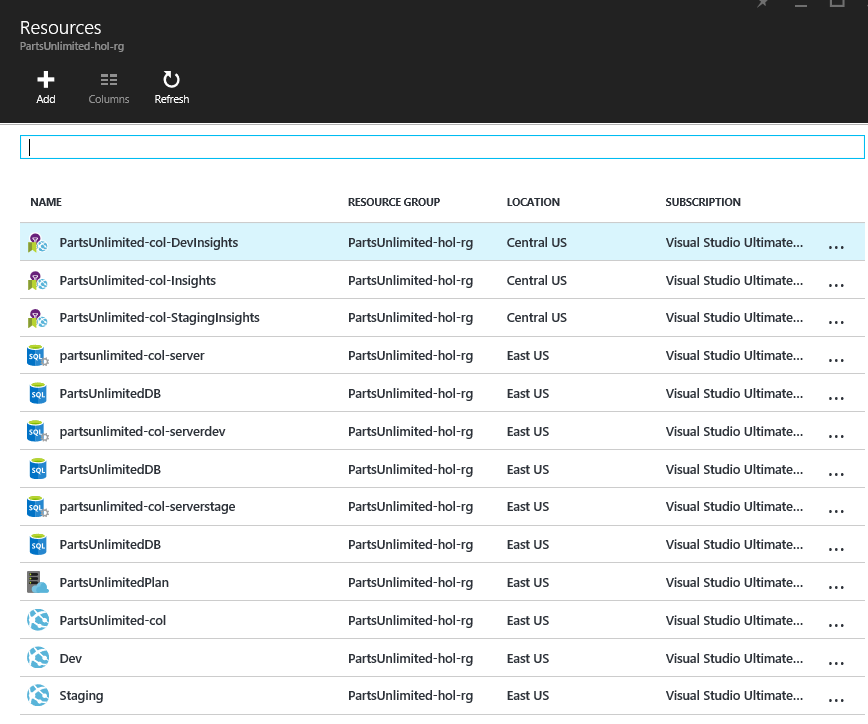 Resources
PartsUnlimited-hol-rg
Add Columns Refresh
NAME RESOURCE GROUP LOCATION SUBSCRIPTION
PartsUnlimited-col-DevInsights PartsUnlimited-hol-rg Central US Visual Studio Ultimate... ...
PartsUnlimited-col-Insights PartsUnlimited-hol-rg Central US Visual Studio Ultimate... ...
PartsUnlimited-col-StagingInsights PartsUnlimited-hol-rg Central US Visual Studio Ultimate... ...
SQL partsunlimited-col-server PartsUnlimited-hol-rg East US Visual Studio Ultimate... ...
SQL PartsUnlimitedDB PartsUnlimited-hol-rg East US Visual Studio Ultimate... ...
SQL partsunlimited-col-serverdev PartsUnlimited-hol-rg East US Visual Studio Ultimate... ...
SQL PartsUnlimitedDB PartsUnlimited-hol-rg East US Visual Studio Ultimate... ...
SQL partsunlimited-col-serverstage PartsUnlimited-hol-rg East US Visual Studio Ultimate... ...
SQL PartsUnlimitedDB PartsUnlimited-hol-rg East US Visual Studio Ultimate... ...
PartsUnlimitedPlan PartsUnlimited-hol-rg East US Visual Studio Ultimate... ...
PartsUnlimited-col PartsUnlimited-hol-rg East US Visual Studio Ultimate... ...
Dev PartsUnlimited-hol-rg East US Visual Studio Ultimate... ...
Staging PartsUnlimited-hol-rg East US Visual Studio Ultimate... ...